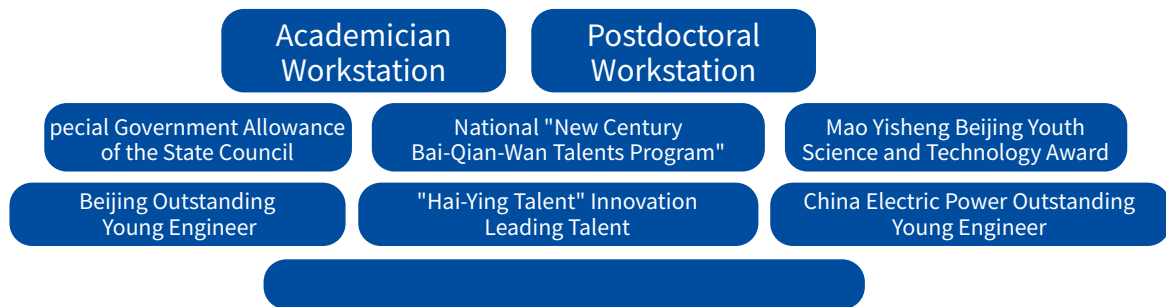 Academician
Workstation
Postdoctoral
Workstation
pecial Government Allowance
of the State Council
National "New Century
Bai-Qian-Wan Talents Program"
Mao Yisheng Beijing Youth
Science and Technology Award
Beijing Outstanding
Young Engineer
"Hai-Ying Talent" Innovation
Leading Talent
China Electric Power Outstanding
Young Engineer